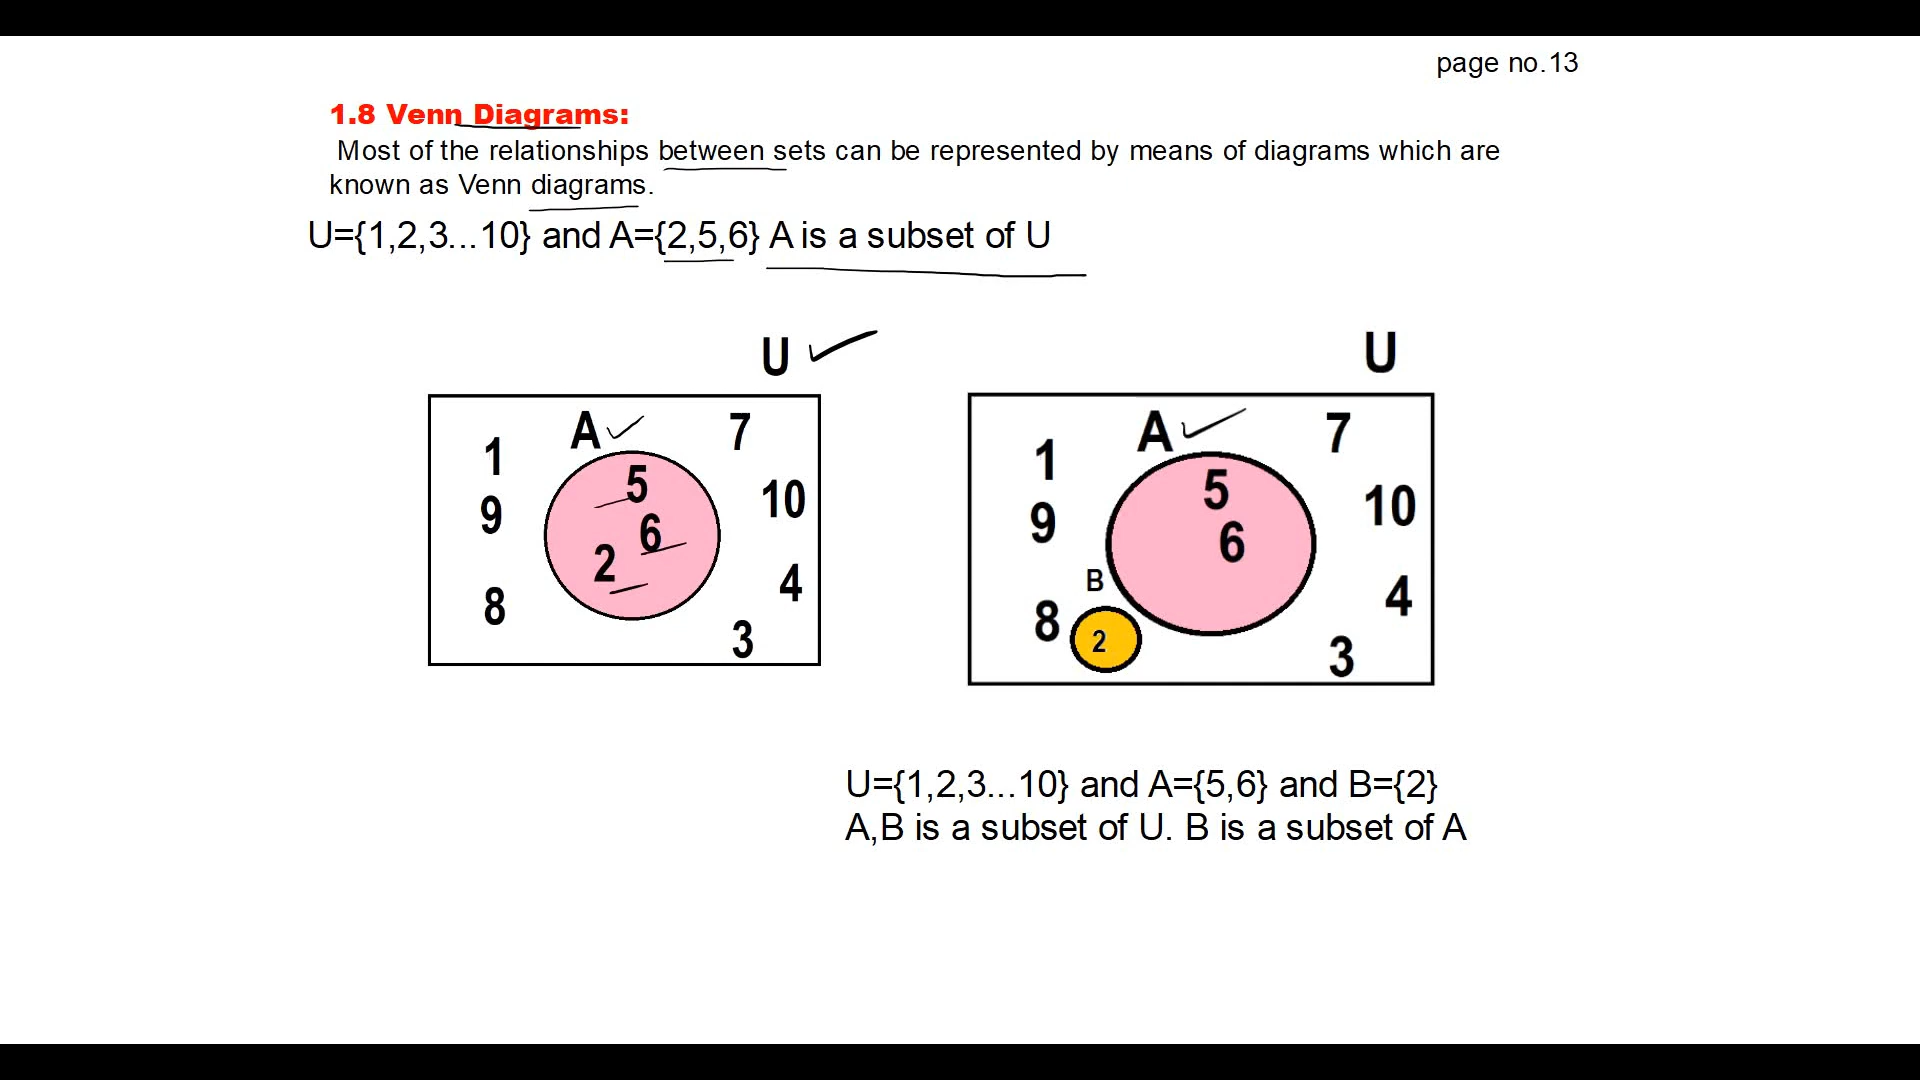 page no.13
1.8 Venn Diagrams:
Most of the relationships between sets can be represented by means of diagrams which are
known as Venn diagrams.
U={1,2,3...10} and A={2,5,6} A is a subset of U
U
A
7
1
5
10
9
6
2
4
8
3
U
A
7
1
5
10
9
6
B
4
8
2
3
U={1,2,3...10} and A={5,6} and B={2}
A,B is a subset of U. B is a subset of A